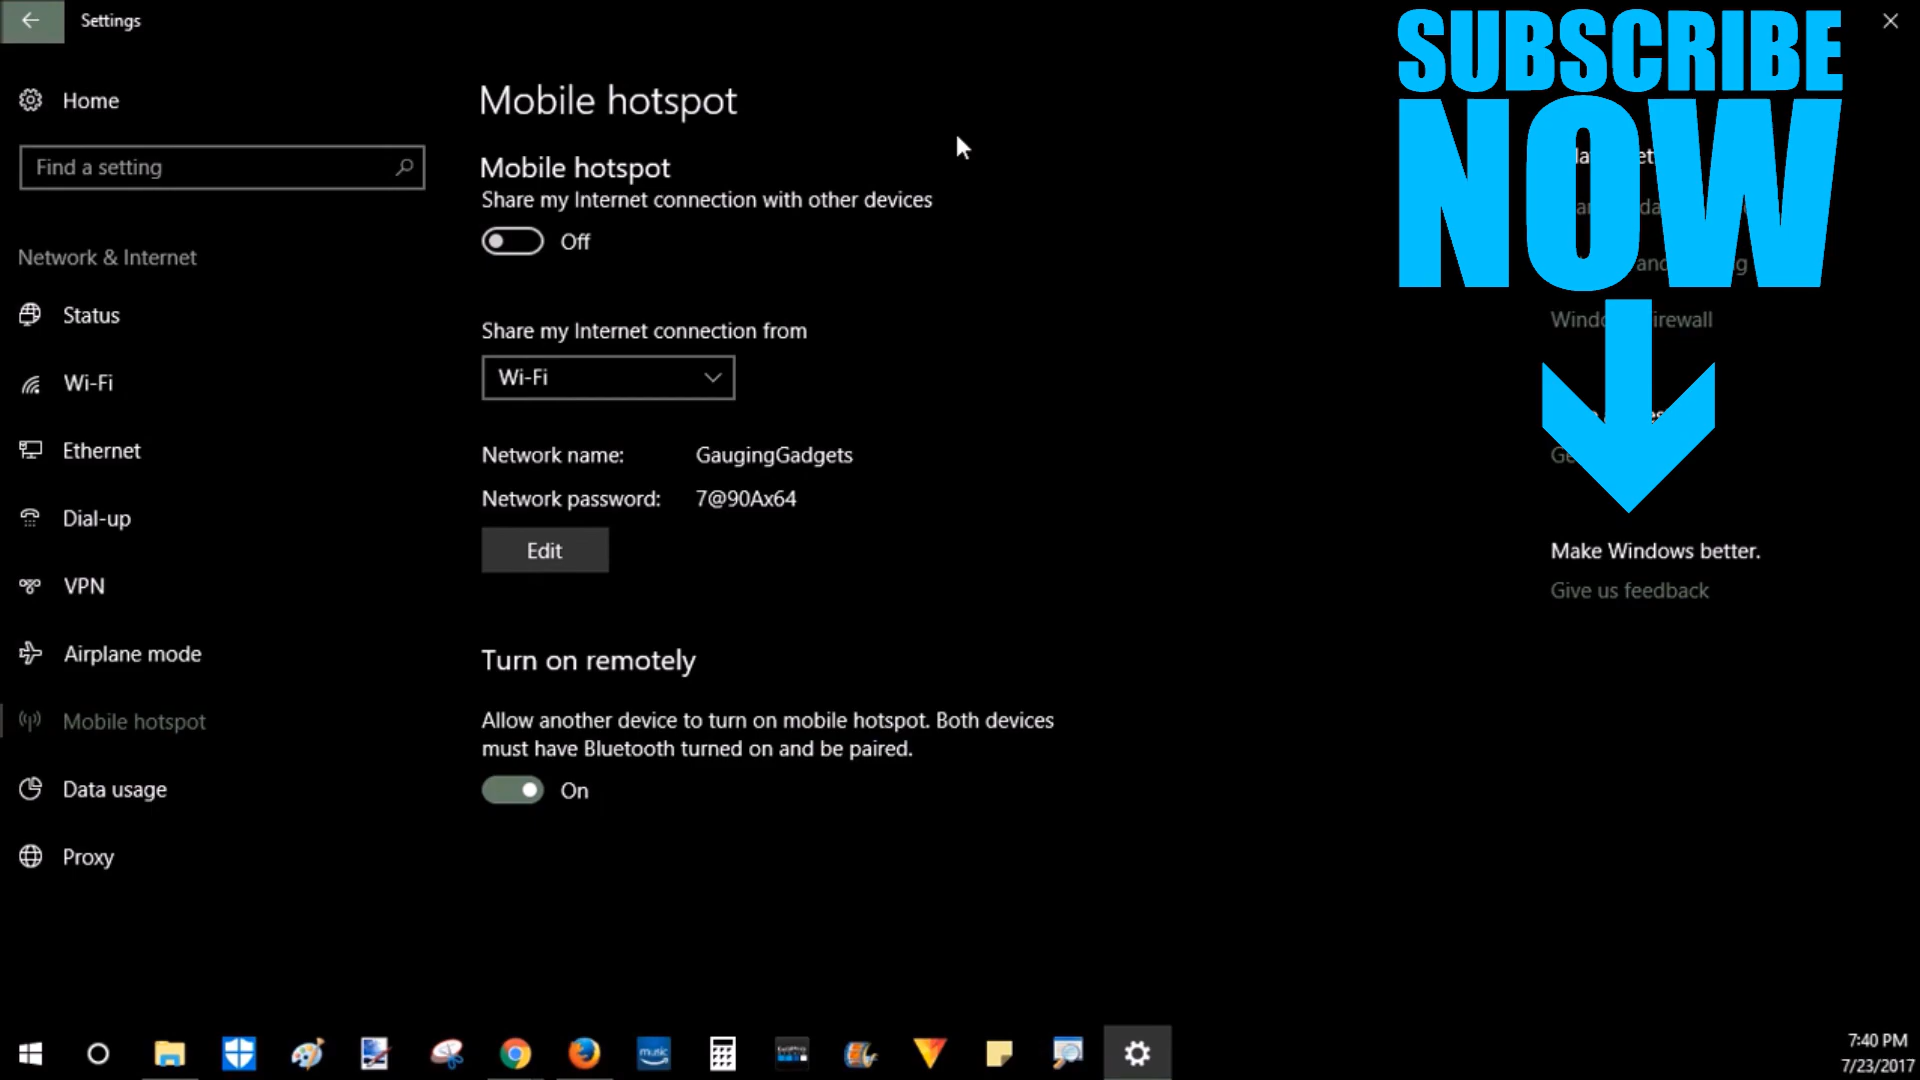 Settings
SUBSCRIBE
NOW
Home
Find a setting
Network & Internet
Status
Wi-Fi
Ethernet
Dial-up
VPN
Airplane mode
Mobile hotspot
Data usage
Proxy
Mobile hotspot
Mobile hotspot
Share my Internet connection with other devices
Off
Share my Internet connection from
Wi-Fi
Network name: GaugingGadgets
Network password: 7@90Ax64
Edit
Turn on remotely
Allow another device to turn on mobile hotspot. Both devices
must have Bluetooth turned on and be paired.
On
Make Windows better.
Give us feedback
music
7:40 PM
7/23/2017